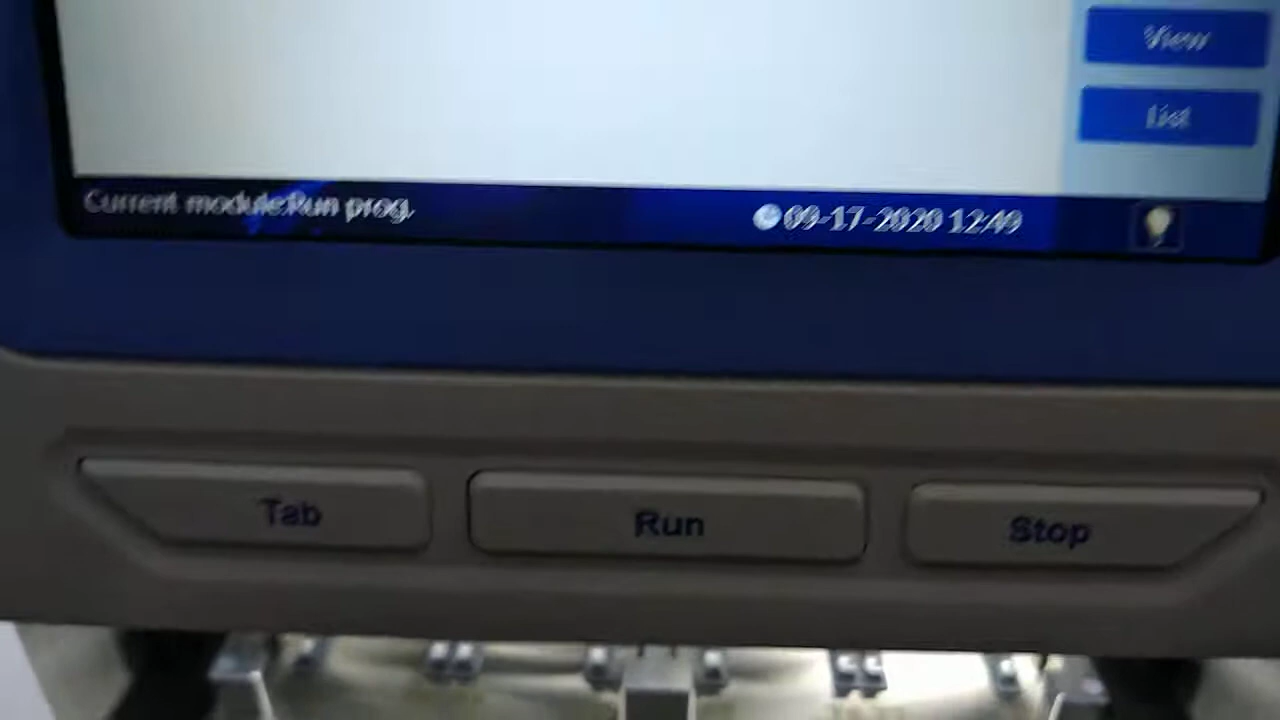 View
List
Current module:Run prog.
09-17-2020 12:49
Tab
Run
Stop